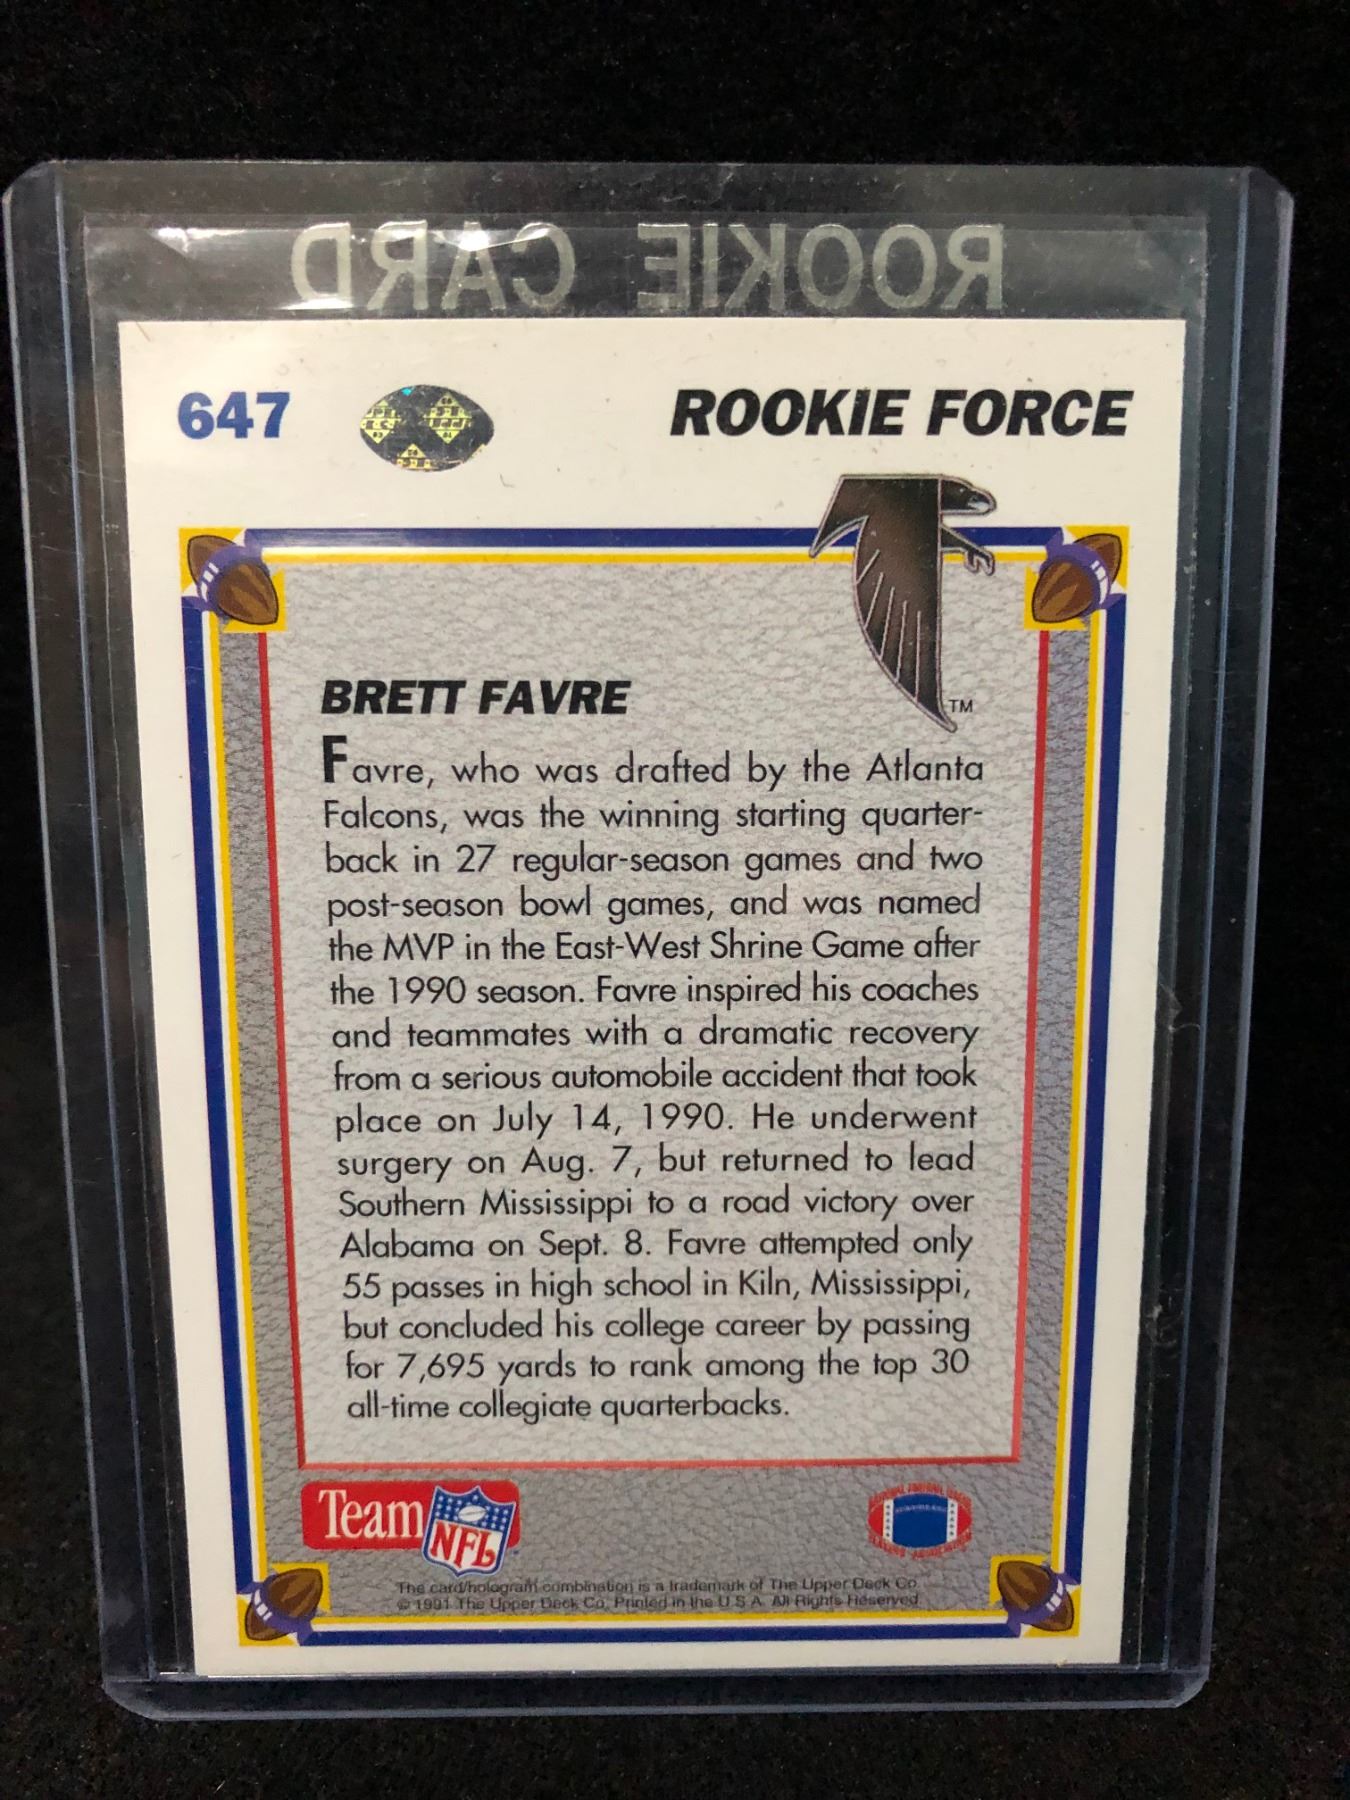 ROOKIE CARD
647
ROOKIE FORCE
TM
BRETT FAVRE
Favre, who was drafted by the Atlanta
Falcons, was the winning starting quarter-
back in 27 regular-season games and two
post-season bowl games, and was named
the MVP in the East-West Shrine Game after
the 1990 season. Favre inspired his coaches
and teammates with a dramatic recovery
from a serious automobile accident that took
place on July 14, 1990. He underwent
surgery on Aug. 7, but returned to lead
Southern Mississippi to a road victory over
Alabama on Sept. 8. Favre attempted only
55 passes in high school in Kiln, Mississippi,
but concluded his college career by passing
for 7,695 yards to rank among the top 30
all-time collegiate quarterbacks.
Team NFL
The card/hologram combination is a trademark of The Upper Deck Co.
© 1991 The Upper Deck Co. Printed in the U.S.A. All Rights Reserved.